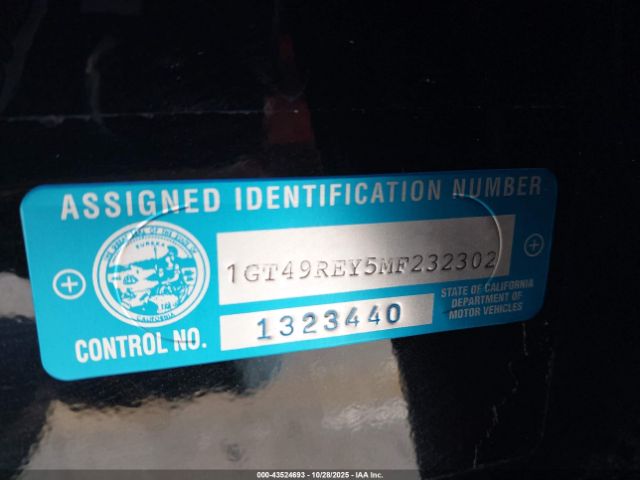 ASSIGNED IDENTIFICATION NUMBER
EUREKA
CALIFORNIA
1GT49REY5MF232302
STATE OF CALIFORNIA
DEPARTMENT OF
MOTOR VEHICLES
CONTROL NO.
1323440
000-43524693 | 10/28/2025 | IAA Inc.